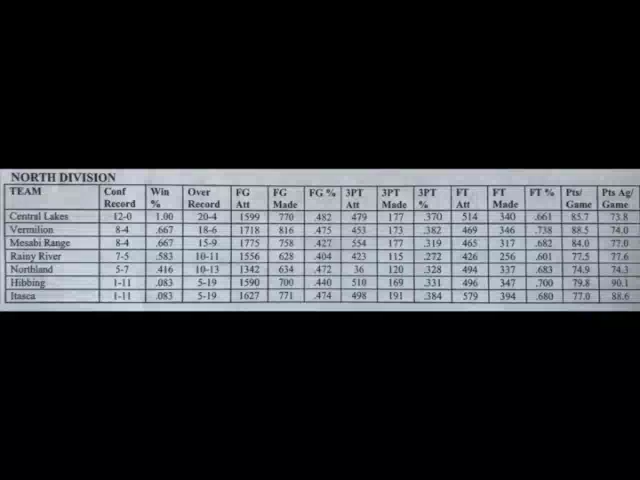 NORTH DIVISION
TEAM Conf Record Win % Over Record FG Att FG Made FG % 3PT Att 3PT Made 3PT % FT Att FT Made FT % Pts/ Game Pts Ag/ Game
Central Lakes 12-0 1.00 20-4 1599 770 .482 479 177 .370 514 340 .661 85.7 73.8
Vermilion 8-4 .667 18-6 1718 816 .475 453 173 .382 469 346 .738 88.5 74.0
Mesabi Range 8-4 .667 15-9 1775 758 .427 554 177 .319 465 317 .682 84.0 77.0
Rainy River 7-5 .583 10-11 1556 628 .404 423 115 .272 426 256 .601 77.5 77.6
Northland 5-7 .416 10-13 1342 634 .472 36 120 .328 494 337 .683 74.9 74.3
Hibbing 1-11 .083 5-19 1590 700 .440 510 169 .331 496 347 .700 79.8 90.1
Itasca 1-11 .083 5-19 1627 771 .474 498 191 .384 579 394 .680 77.0 88.6